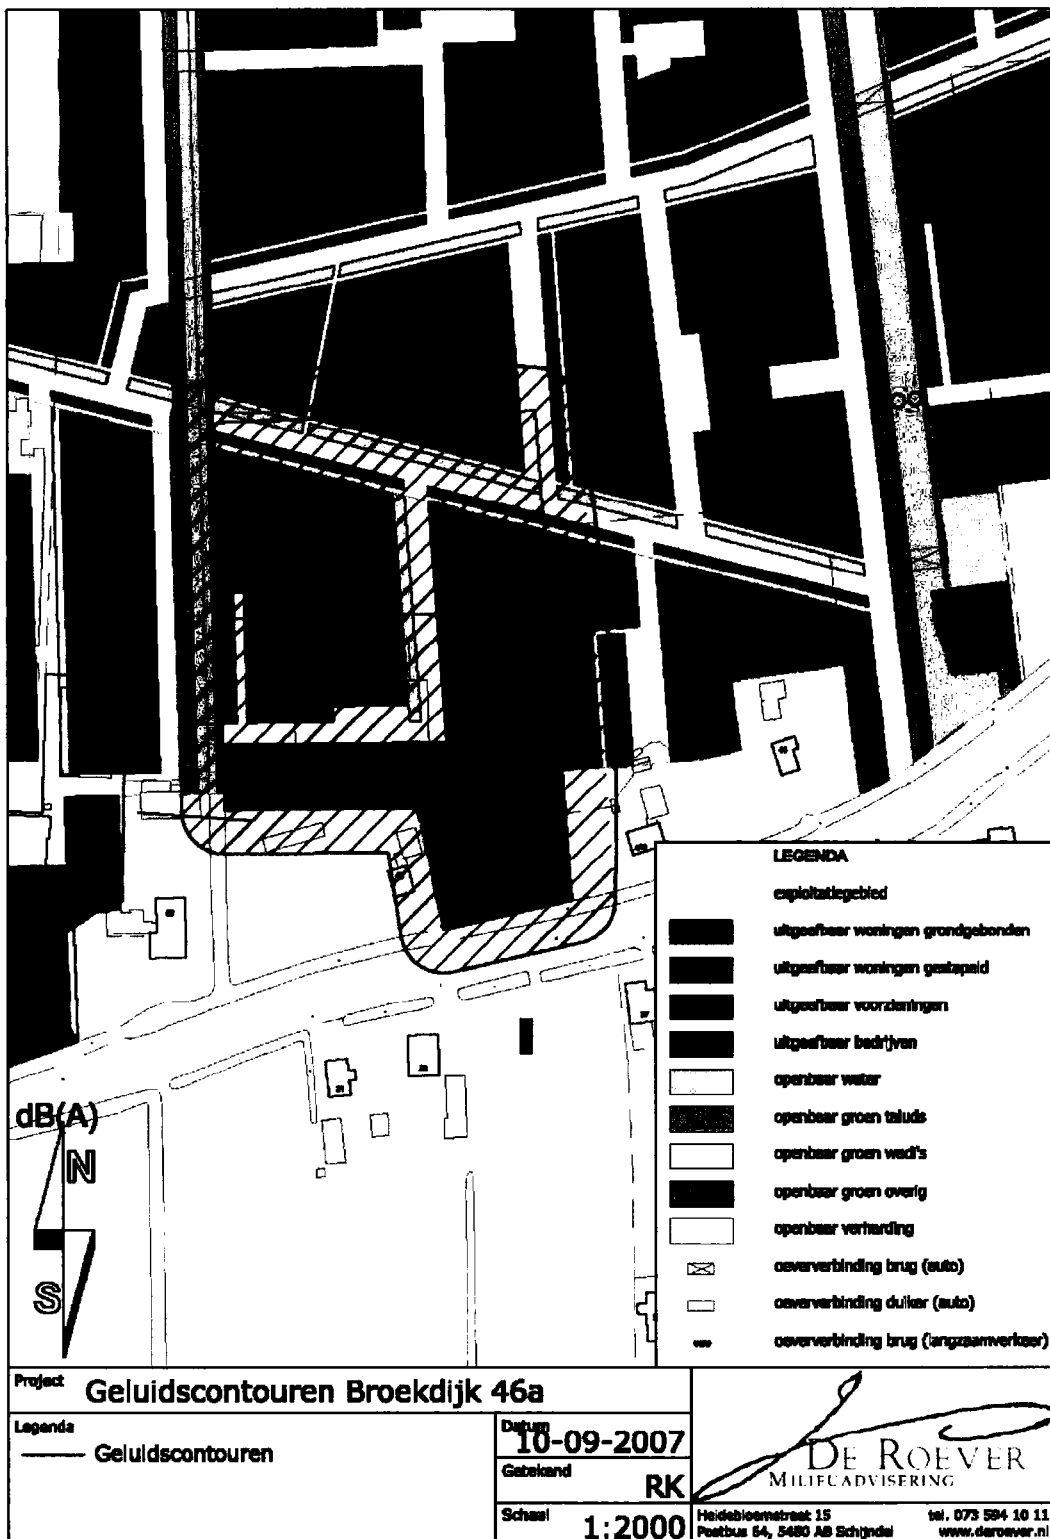 LEGENDA
exploitatiegebied
uitgeefbaar woningen grondgebonden
uitgeefbaar woningen gestapeld
uitgeefbaar voorzieningen
uitgeefbaar bedrijven
openbaar water
openbaar groen taluds
openbaar groen wadi's
openbaar groen overig
openbaar verharding
oeververbinding brug (auto)
oeververbinding duiker (auto)
oeververbinding brug (langzaamverkeer)
dB(A)
N
S
Project Geluidscontouren Broekdijk 46a
Legenda
Geluidscontouren
Datum
10-09-2007
Getekend
RK
Schaal
1:2000
DE ROEVER
MILIEUADVISERING
Heidebloemstraat 15 tel. 073 594 10 11
Postbus 64, 5480 AB Schijndel www.deroever.nl